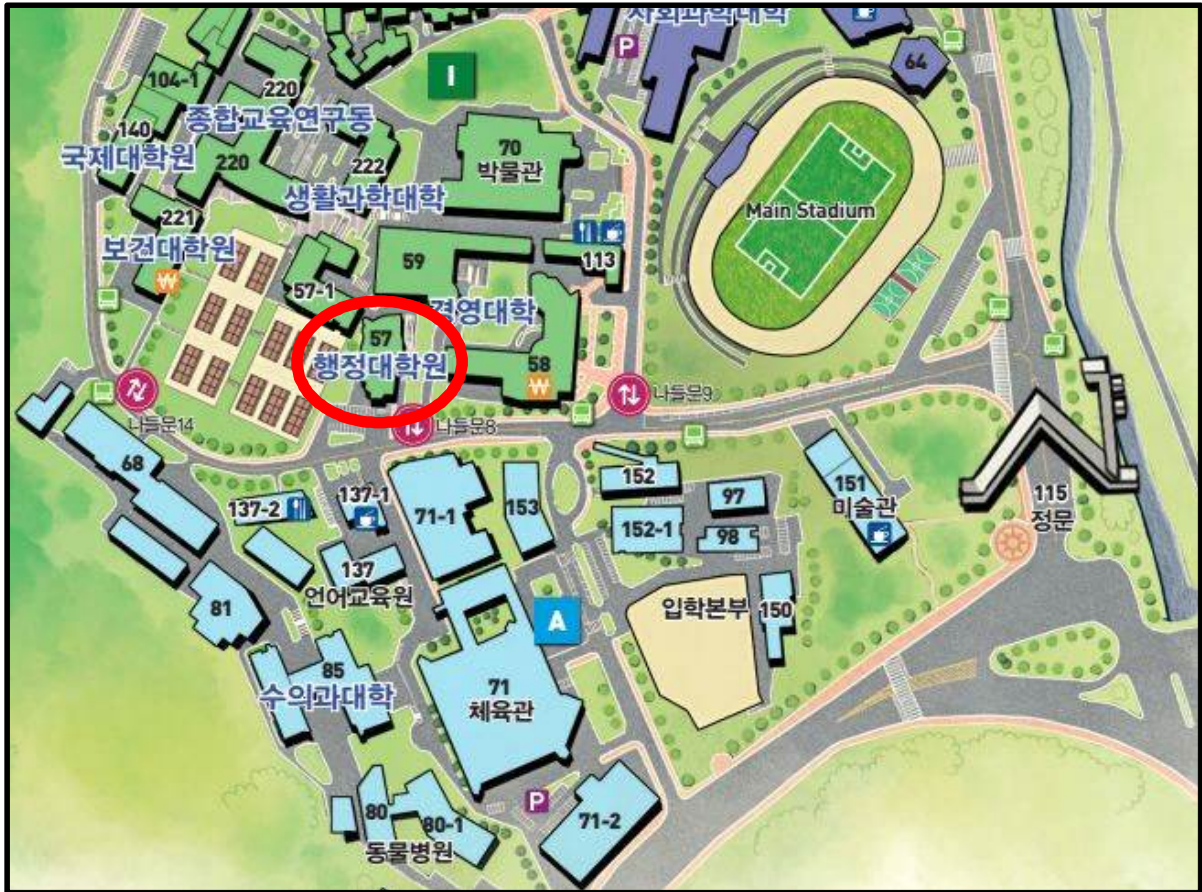 사회과학대학
P
64
I
104-1
220
종합교육연구동
140
국제대학원
220
222
생활과학대학
70
박물관
221
보건대학원
₩
Main Stadium
59
113
57-1
경영대학
57
행정대학원
58
₩
나들문9
나들문14
나들문8
68
137-2
137-1
71-1
153
152
97
151
미술관
115
정문
152-1
98
137
언어교육원
81
A
입학본부
150
85
수의과대학
71
체육관
P
80
80-1
71-2
동물병원